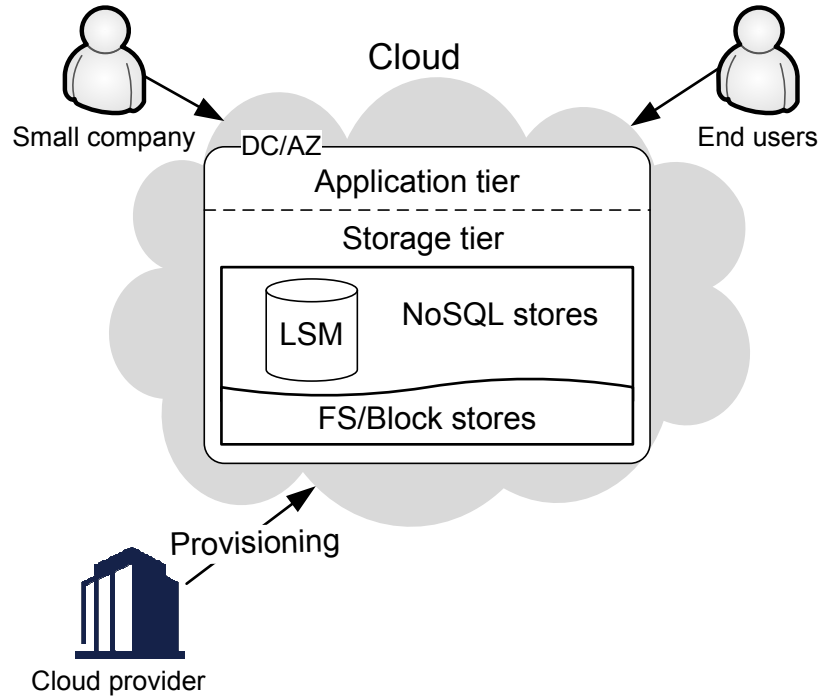 Cloud
Small company
End users
DC/AZ
Application tier
Storage tier
LSM
NoSQL stores
FS/Block stores
Provisioning
Cloud provider